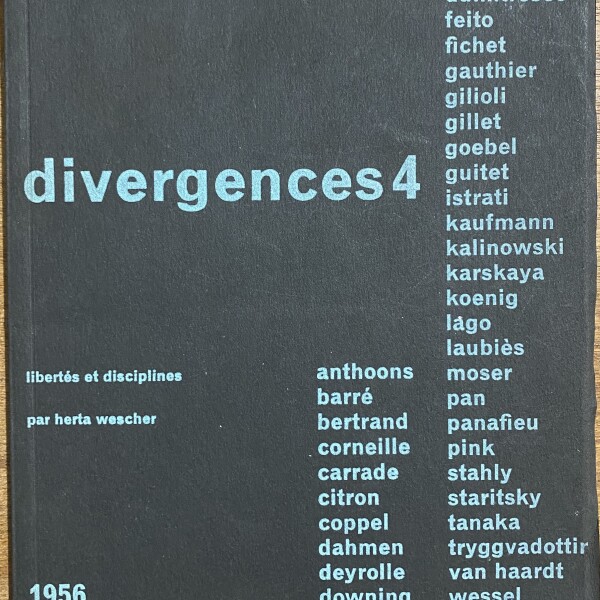 divergences 4
libertés et disciplines
par herta wescher
1956
anthoons
barré
bertrand
corneille
carrade
citron
coppel
dahmen
deyrolle
downing
feito
fichet
gauthier
gilioli
gillet
goebel
guitet
istrati
kaufmann
kalinowski
karskaya
koenig
lago
laubiès
moser
pan
panafieu
pink
stahly
staritsky
tanaka
tryggvadottir
van haardt
wessel